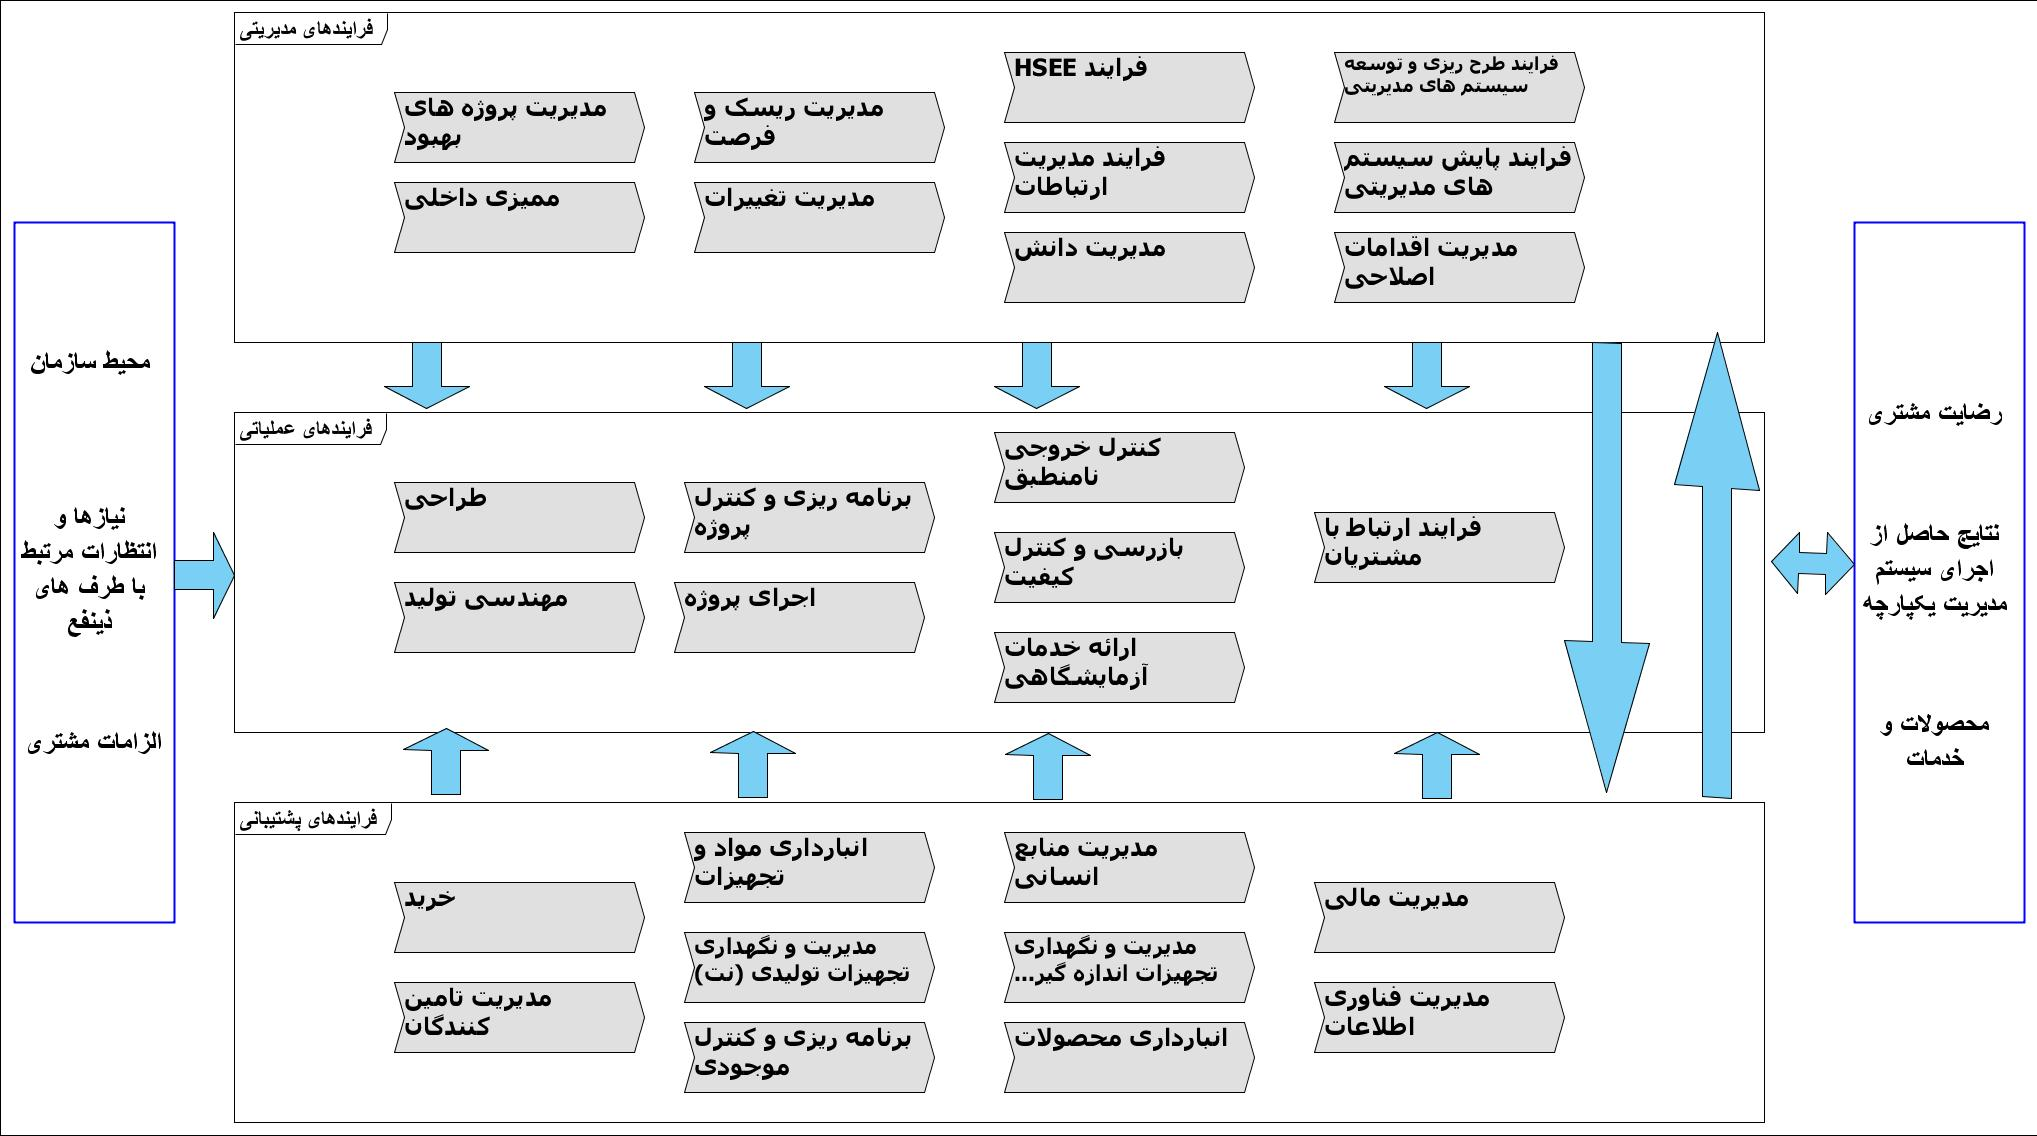 فرایندهای مدیریتی
فرایند طرح ریزی و توسعه
سیستم های مدیریتی
فرایند پایش سیستم
های مدیریتی
مدیریت اقدامات
اصلاحی
فرایند HSEE
فرایند مدیریت
ارتباطات
مدیریت دانش
مدیریت ریسک و
فرصت
مدیریت تغییرات
مدیریت پروژه های
بهبود
ممیزی داخلی
محیط سازمان
نیازها و
انتظارات مرتبط
با طرف های
ذینفع
الزامات مشتری
فرایندهای عملیاتی
فرایند ارتباط با
مشتریان
کنترل خروجی
نامنطبق
بازرسی و کنترل
کیفیت
ارائه خدمات
آزمایشگاهی
برنامه ریزی و کنترل
پروژه
اجرای پروژه
طراحی
مهندسی تولید
رضایت مشتری
نتایج حاصل از
اجرای سیستم
مدیریت یکپارچه
محصولات و
خدمات
فرایندهای پشتیبانی
مدیریت مالی
مدیریت فناوری
اطلاعات
مدیریت منابع
انسانی
مدیریت و نگهداری
تجهیزات اندازه گیر...
انبارداری محصولات
انبارداری مواد و
تجهیزات
مدیریت و نگهداری
تجهیزات تولیدی (نت)
برنامه ریزی و کنترل
موجودی
خرید
مدیریت تامین
کنندگان